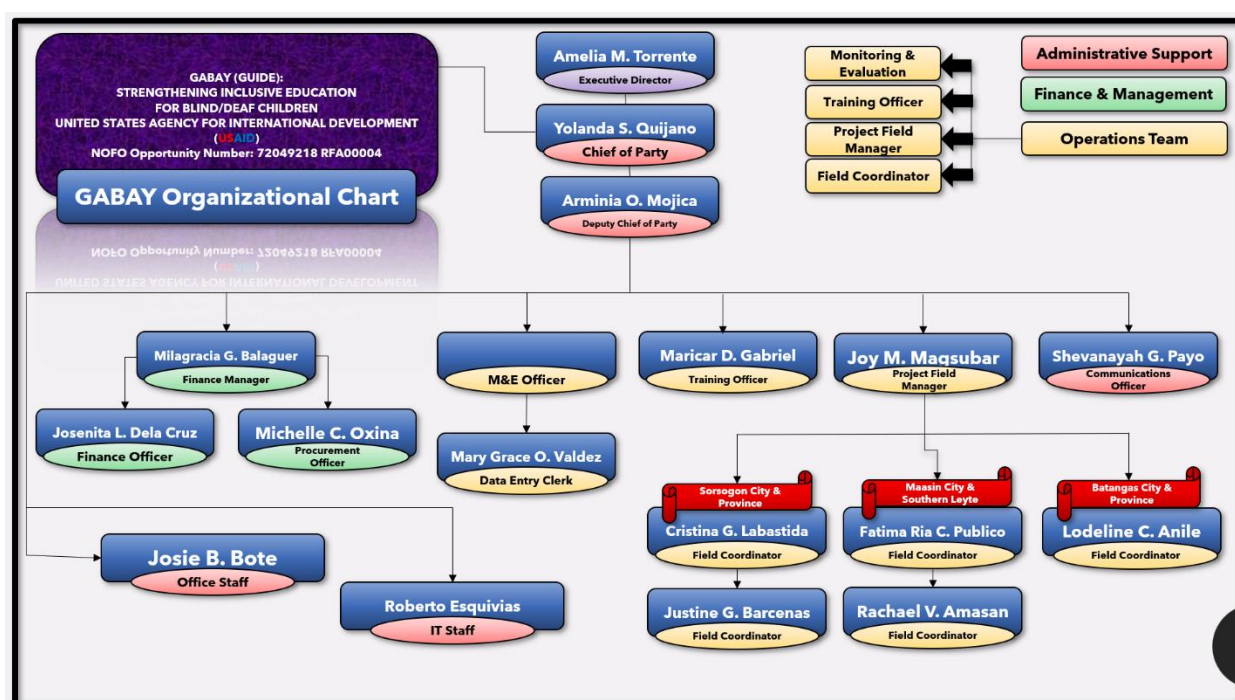 GABAY (GUIDE):
STRENGTHENING INCLUSIVE EDUCATION
FOR BLIND/DEAF CHILDREN
UNITED STATES AGENCY FOR INTERNATIONAL DEVELOPMENT
(USAID)
NOFO Opportunity Number: 72049218 RFA00004
GABAY Organizational Chart
Amelia M. Torrente
Executive Director
Yolanda S. Quijano
Chief of Party
Arminia O. Mojica
Deputy Chief of Party
Monitoring &
Evaluation
Training Officer
Project Field
Manager
Field Coordinator
Administrative Support
Finance & Management
Operations Team
Milagracia G. Balaguer
Finance Manager
Josenita L. Dela Cruz
Finance Officer
Michelle C. Oxina
Procurement
Officer
M&E Officer
Mary Grace O. Valdez
Data Entry Clerk
Maricar D. Gabriel
Training Officer
Joy M. Magsubar
Project Field
Manager
Shevanayah G. Payo
Communications
Officer
Sorsogon City &
Province
Cristina G. Labastida
Field Coordinator
Justine G. Barcenas
Field Coordinator
Maasin City &
Southern Leyte
Fatima Ria C. Publico
Field Coordinator
Rachael V. Amasan
Field Coordinator
Batangas City &
Province
Lodeline C. Anile
Field Coordinator
Josie B. Bote
Office Staff
Roberto Esquivias
IT Staff